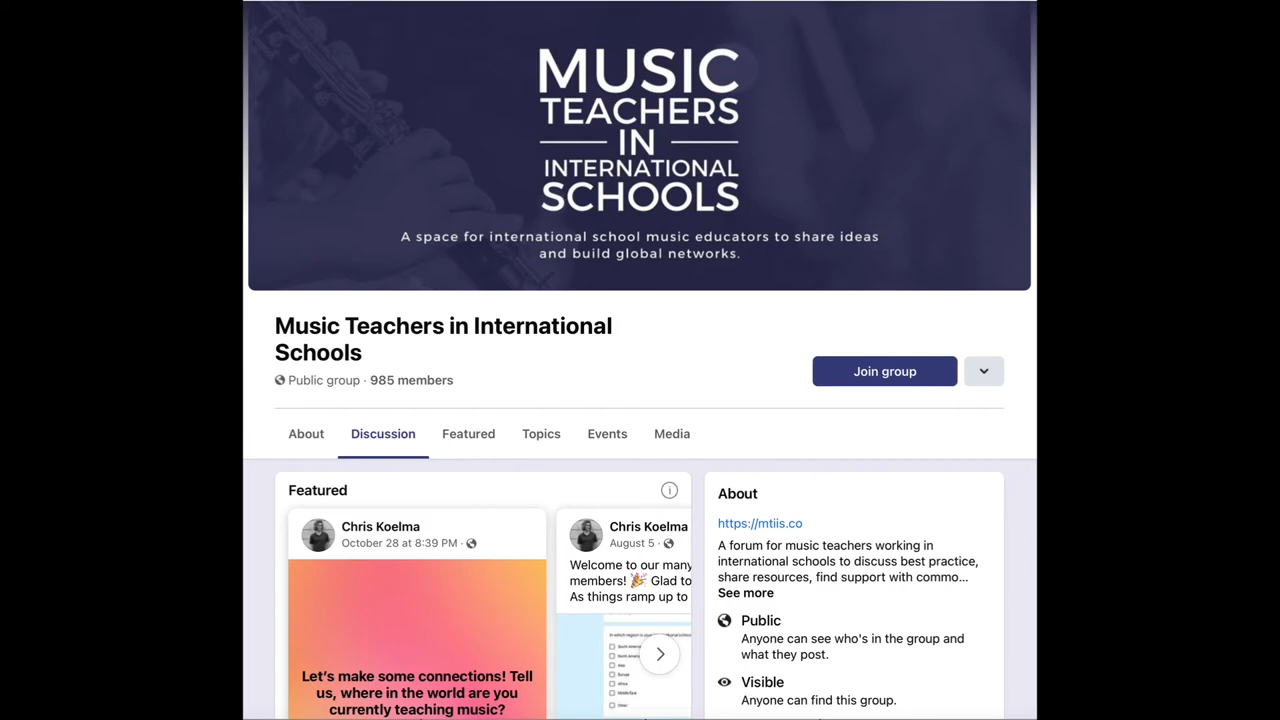 MUSIC
TEACHERS
IN
INTERNATIONAL
SCHOOLS
A space for international school music educators to share ideas
and build global networks.
Music Teachers in International
Schools
Public group · 985 members
Join group
About
Discussion
Featured
Topics
Events
Media
Featured
Chris Koelma
October 28 at 8:39 PM ·
Let's make some connections! Tell
us, where in the world are you
currently teaching music?
Chris Koelma
August 5 ·
Welcome to our many
members! 🎉 Glad to
As things ramp up to
Asia
Europe
Africa
Middle East
Other:
About
https://mtiis.co
A forum for music teachers working in
international schools to discuss best practice,
share resources, find support with commo...
See more
Public
Anyone can see who's in the group and
what they post.
Visible
Anyone can find this group.